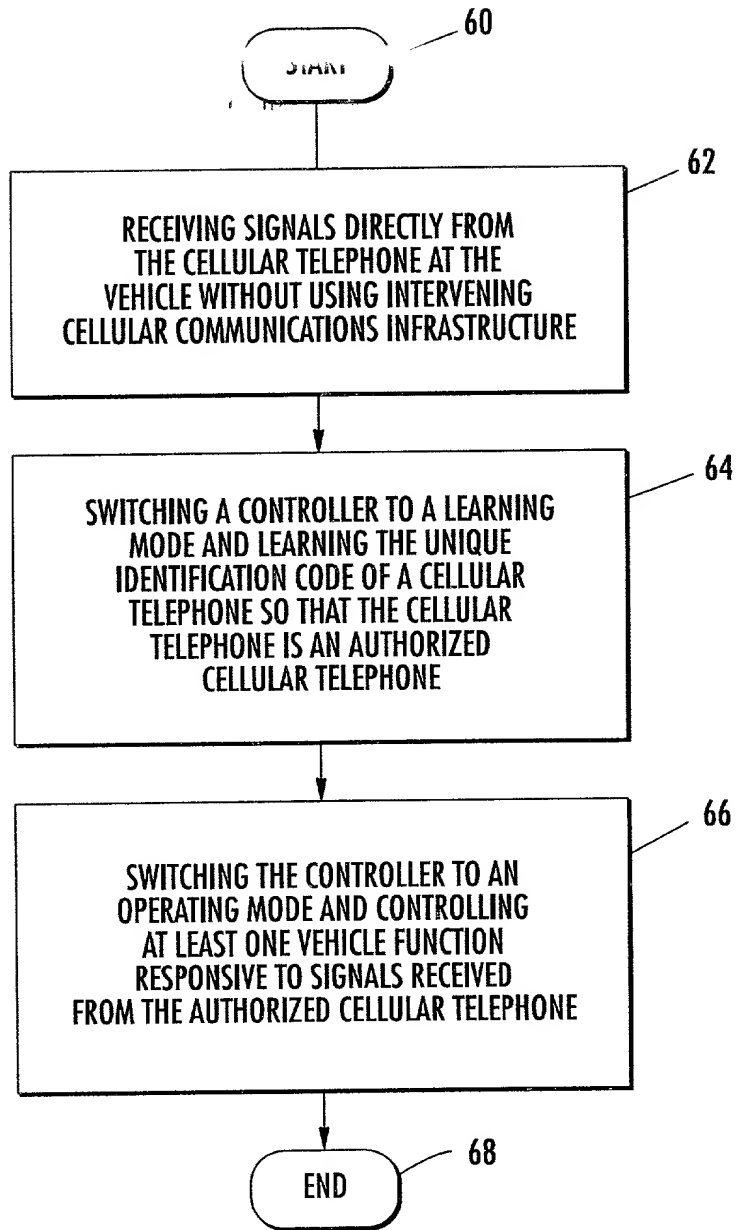 60
START
62
RECEIVING SIGNALS DIRECTLY FROM
THE CELLULAR TELEPHONE AT THE
VEHICLE WITHOUT USING INTERVENING
CELLULAR COMMUNICATIONS INFRASTRUCTURE
64
SWITCHING A CONTROLLER TO A LEARNING
MODE AND LEARNING THE UNIQUE
IDENTIFICATION CODE OF A CELLULAR
TELEPHONE SO THAT THE CELLULAR
TELEPHONE IS AN AUTHORIZED
CELLULAR TELEPHONE
66
SWITCHING THE CONTROLLER TO AN
OPERATING MODE AND CONTROLLING
AT LEAST ONE VEHICLE FUNCTION
RESPONSIVE TO SIGNALS RECEIVED
FROM THE AUTHORIZED CELLULAR TELEPHONE
68
END